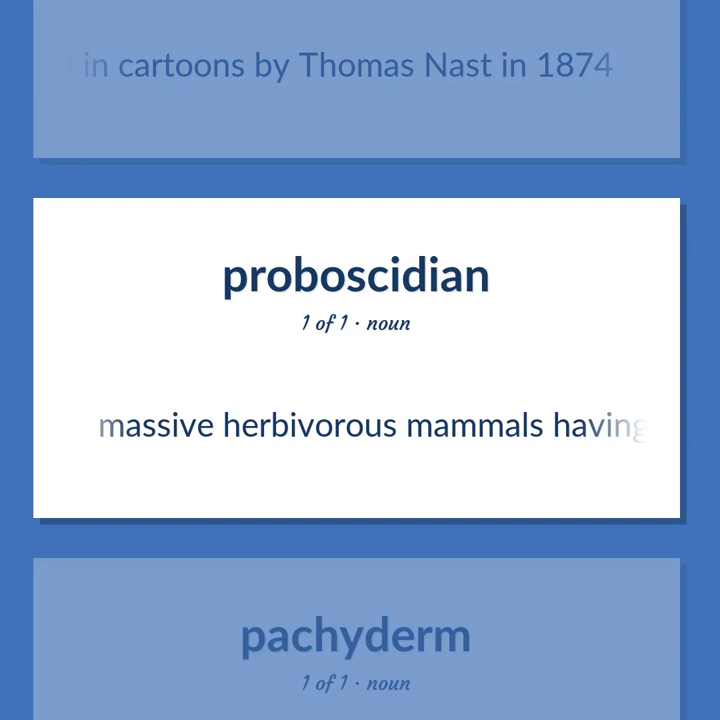 in cartoons by Thomas Nast in 1874
proboscidian
1 of 1 · noun
massive herbivorous mammals having
pachyderm
1 of 1 · noun